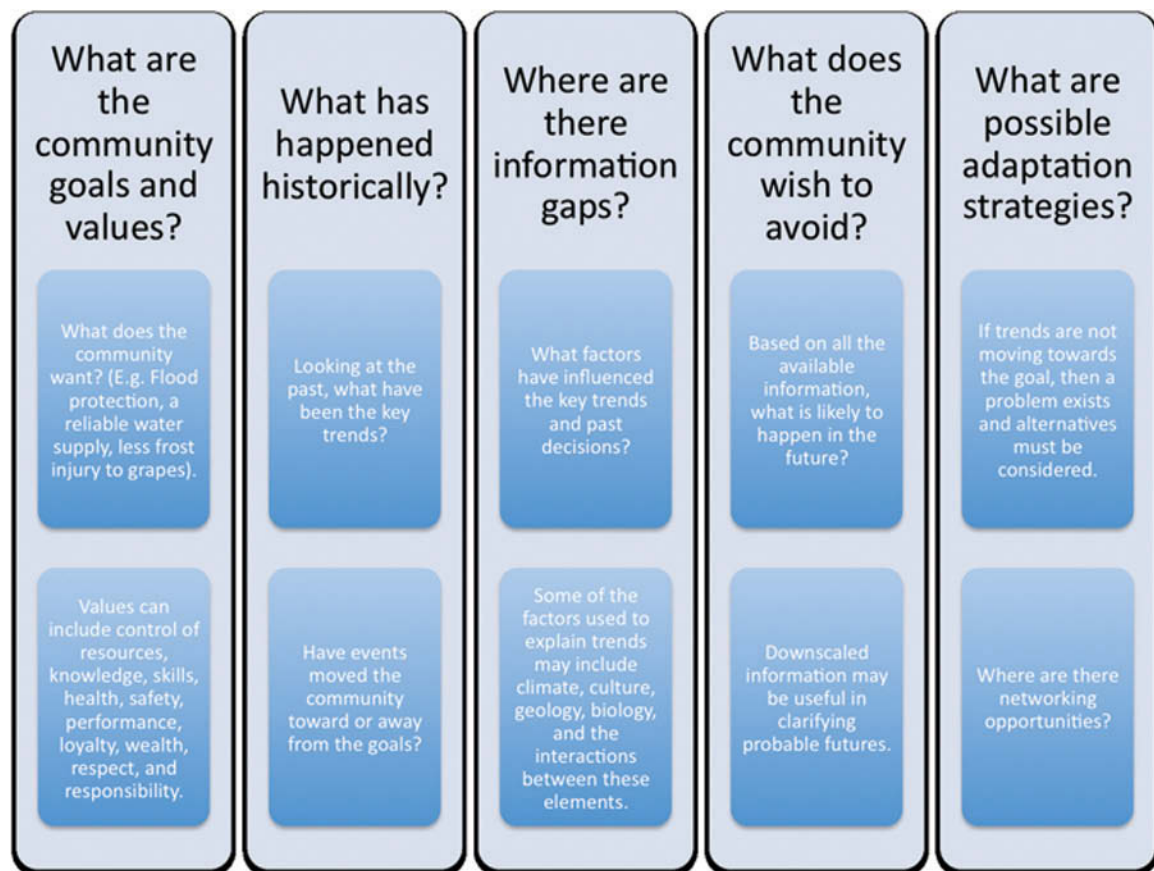 What are
the
community
goals and
values?
What does the
community
want? (E.g. Flood
protection, a
reliable water
supply, less frost
injury to grapes).
Values can
include control of
resources,
knowledge, skills,
health, safety,
performance,
loyalty, wealth,
respect, and
responsibility.
What has
happened
historically?
Looking at the
past, what have
been the key
trends?
Have events
moved the
community
toward or away
from the goals?
Where are
there
information
gaps?
What factors
have influenced
the key trends
and past
decisions?
Some of the
factors used to
explain trends
may include
climate, culture,
geology, biology,
and the
interactions
between these
elements.
What does
the
community
wish to
avoid?
Based on all the
available
information,
what is likely to
happen in the
future?
Downscaled
information may
be useful in
clarifying
probable futures.
What are
possible
adaptation
strategies?
If trends are not
moving towards
the goal, then a
problem exists
and alternatives
must be
considered.
Where are there
networking
opportunities?